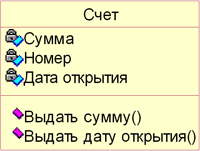 Счет
Сумма
Номер
Дата открытия
Выдать сумму()
Выдать дату открытия()